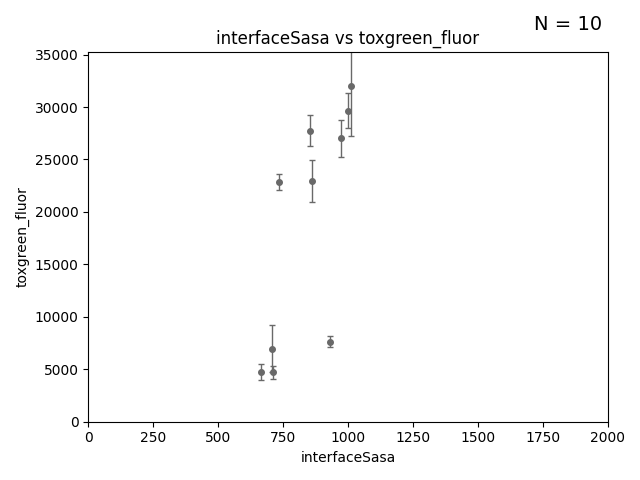 N = 10
interfaceSasa vs toxgreen_fluor
35000
30000
25000
20000
15000
10000
5000
0
toxgreen_fluor
0 250 500 750 1000 1250 1500 1750 2000
interfaceSasa